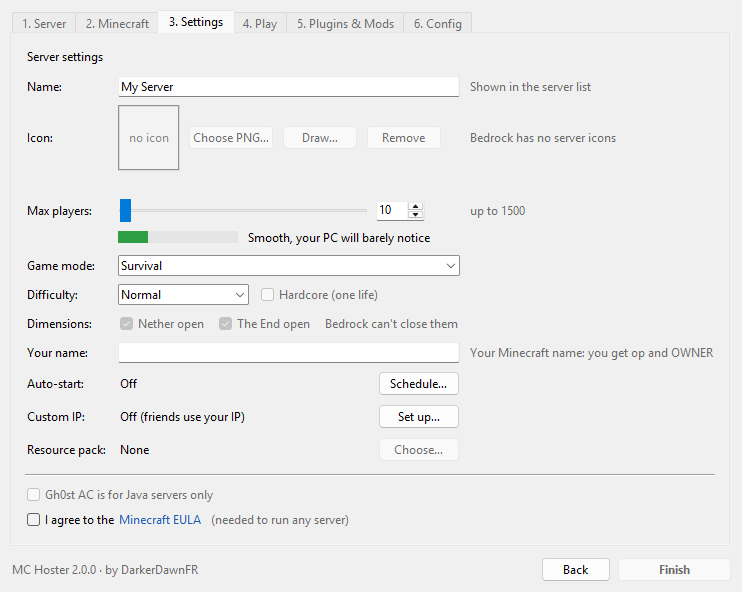 1. Server 2. Minecraft 3. Settings 4. Play 5. Plugins & Mods 6. Config
Server settings
Name: My Server Shown in the server list
Icon: no icon Choose PNG... Draw... Remove Bedrock has no server icons
Max players: 10 up to 1500
Smooth, your PC will barely notice
Game mode: Survival
Difficulty: Normal Hardcore (one life)
Dimensions: Nether open The End open Bedrock can't close them
Your name: Your Minecraft name: you get op and OWNER
Auto-start: Off Schedule...
Custom IP: Off (friends use your IP) Set up...
Resource pack: None Choose...
Gh0st AC is for Java servers only
I agree to the Minecraft EULA (needed to run any server)
MC Hoster 2.0.0 · by DarkerDawnFR Back Finish